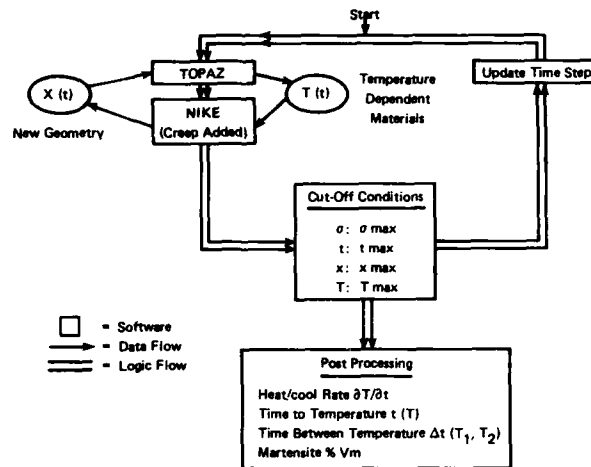 Start
TOPAZ
Update Time Step
X (t)
T (t)
Temperature
Dependent
Materials
New Geometry
NIKE
(Creep Added)
Cut-Off Conditions
σ: σ max
t: t max
x: x max
T: T max
□ = Software
= Data Flow
= Logic Flow
Post Processing
Heat/cool Rate ∂T/∂t
Time to Temperature t (T)
Time Between Temperature Δt (T₁, T₂)
Martensite % Vm